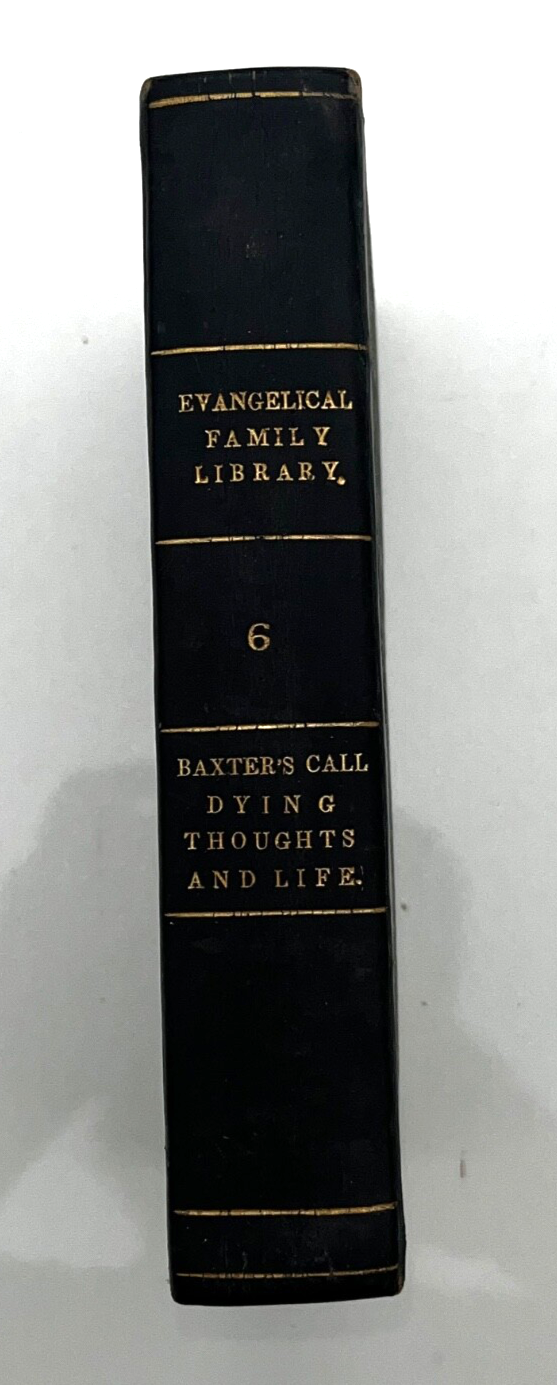 EVANGELICAL
FAMILY
LIBRARY.
6
BAXTER'S CALL
DYING
THOUGHTS
AND LIFE.